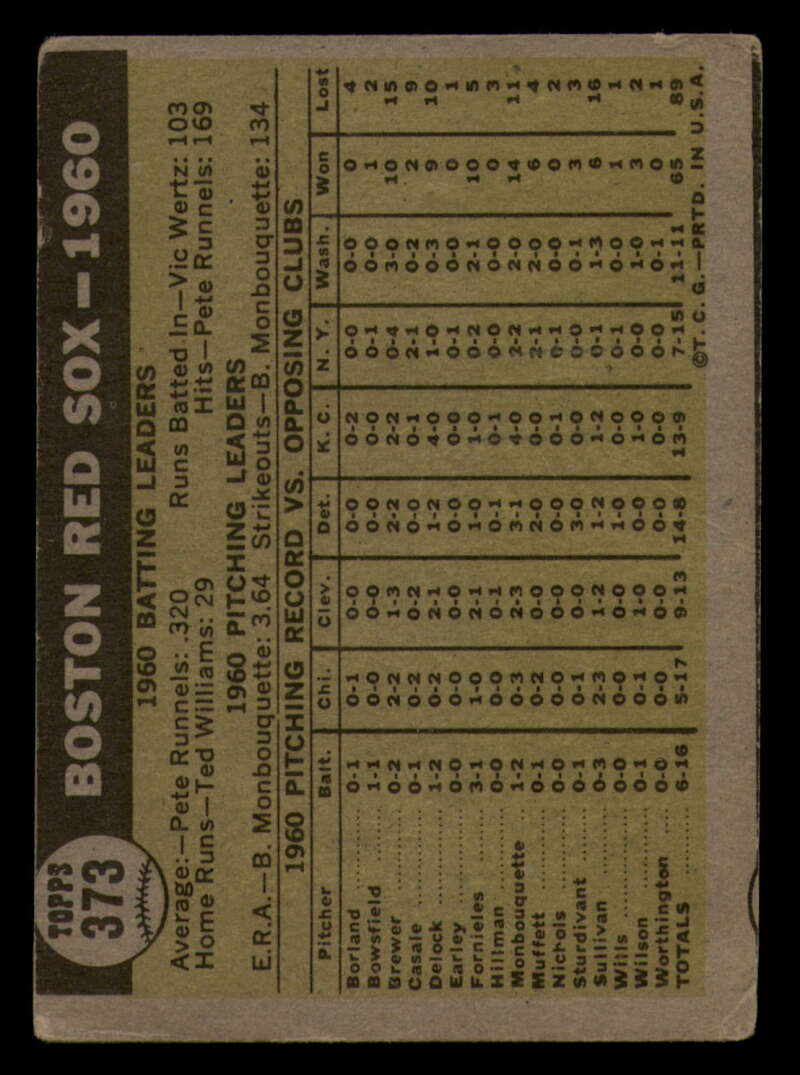 TOPPS
373
BOSTON RED SOX—1960
1960 BATTING LEADERS
Average:—Pete Runnels: .320 Runs Batted In—Vic Wertz: 103
Home Runs—Ted Williams: 29 Hits—Pete Runnels: 169
1960 PITCHING LEADERS
E.R.A.—B. Monbouquette: 3.64 Strikeouts—B. Monbouquette: 134
1960 PITCHING RECORD VS. OPPOSING CLUBS
Pitcher Balt. Chi. Clev. Det. K. C. N. Y. Wash. Won Lost
Borland 0-1 0-1 0-0 0-0 0-2 0-0 0-0 0 4
Bowsfield 1-1 0-0 0-0 0-0 0-0 0-1 0-0 1 2
Brewer 0-2 2-2 1-3 2-2 2-2 0-4 3-0 10 15
Casale 0-1 0-2 0-2 0-0 0-1 2-1 0-2 2 9
Delock 1-2 0-2 2-1 1-2 4-0 1-0 0-3 9 10
Earley 0-0 0-0 0-0 0-0 0-0 0-1 0-0 0 1
Fornieles 3-1 1-0 2-1 1-0 1-0 0-2 2-1 10 5
Hillman 0-0 0-0 0-1 0-1 0-1 0-0 0-0 0 3
Monbouquette 1-2 0-3 2-3 3-1 4-0 2-2 2-0 14 11
Muffett 0-1 0-2 0-0 2-0 0-0 2-1 2-0 6 4
Nichols 0-0 0-0 0-0 0-0 0-1 0-1 0-0 0 2
Sturdivant 0-1 0-1 0-0 3-0 0-0 0-0 0-1 3 3
Sullivan 0-3 2-3 1-2 1-2 1-2 0-1 1-3 6 16
Wills 0-0 0-0 0-0 1-0 0-0 0-1 0-0 1 1
Wilson 0-1 0-1 1-0 0-0 1-0 0-0 1-0 3 2
Worthington 0-0 0-0 0-0 0-0 0-0 0-0 0-1 0 1
TOTALS 6-16 5-17 9-13 14-8 13-9 7-15 11-11 65 89
©T. C. G.—PRTD. IN U.S.A.